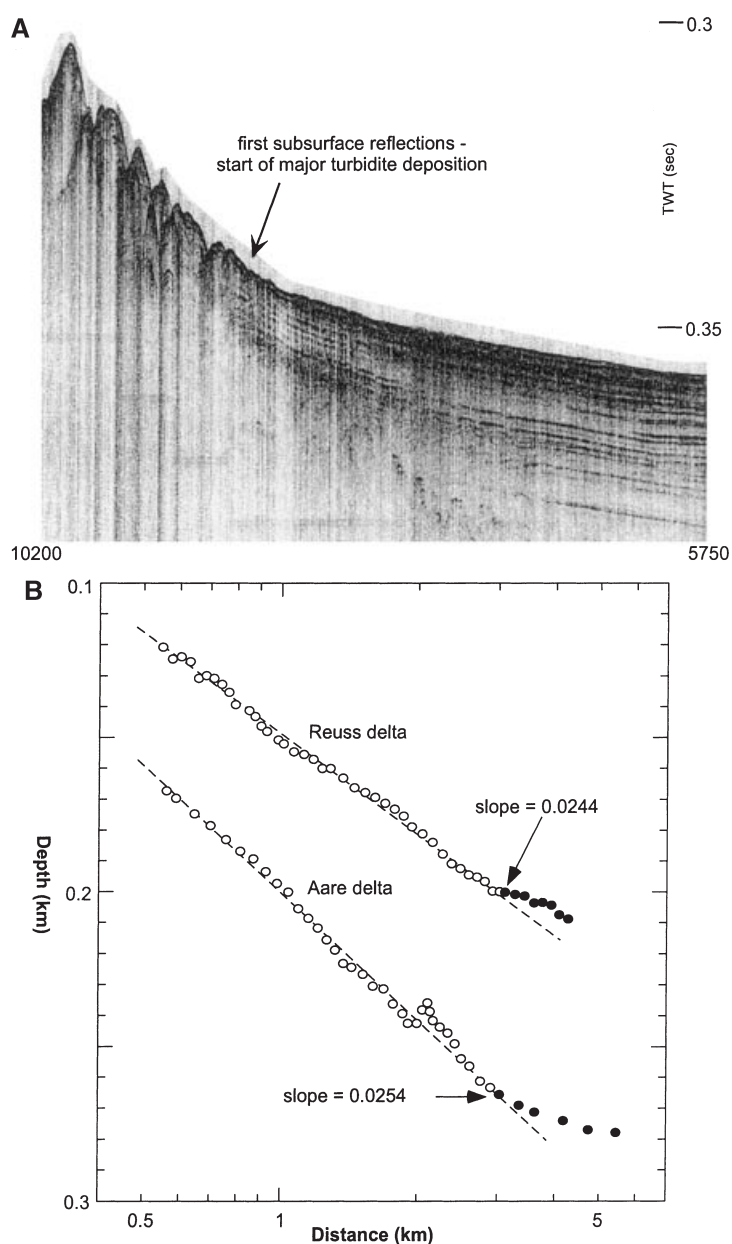 A
0.3
first subsurface reflections -
start of major turbidite deposition
TWT (sec)
0.35
10200
5750
B
0.1
Reuss delta
slope = 0.0244
Depth (km)
0.2
Aare delta
slope = 0.0254
0.3
0.5
1
5
Distance (km)